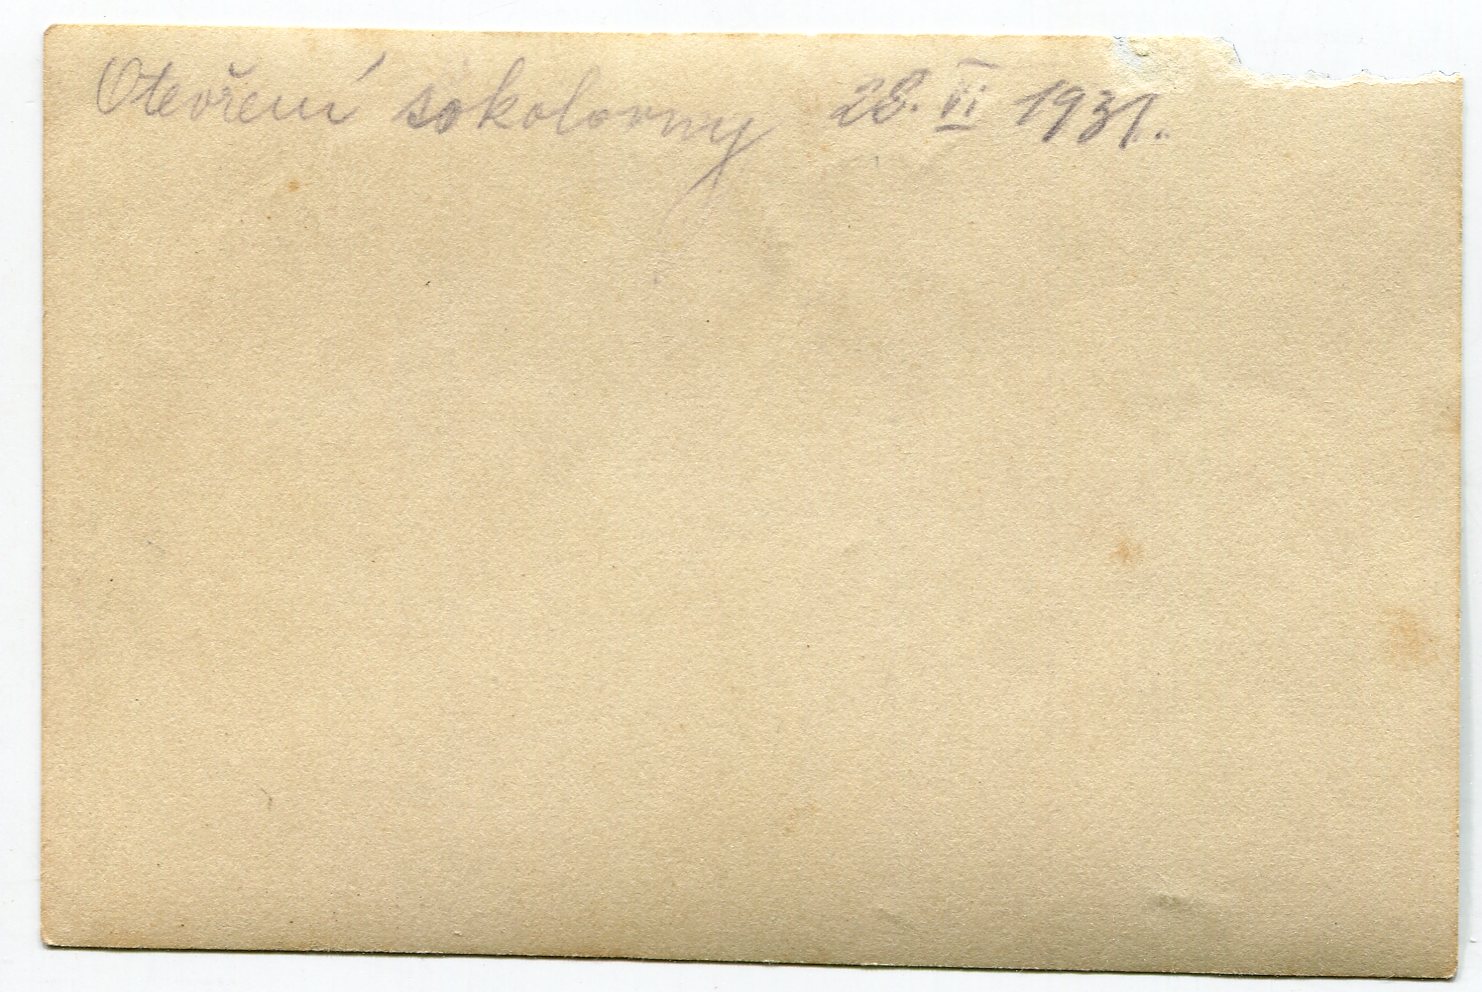 Otevření sokolovny 28. VI 1931.